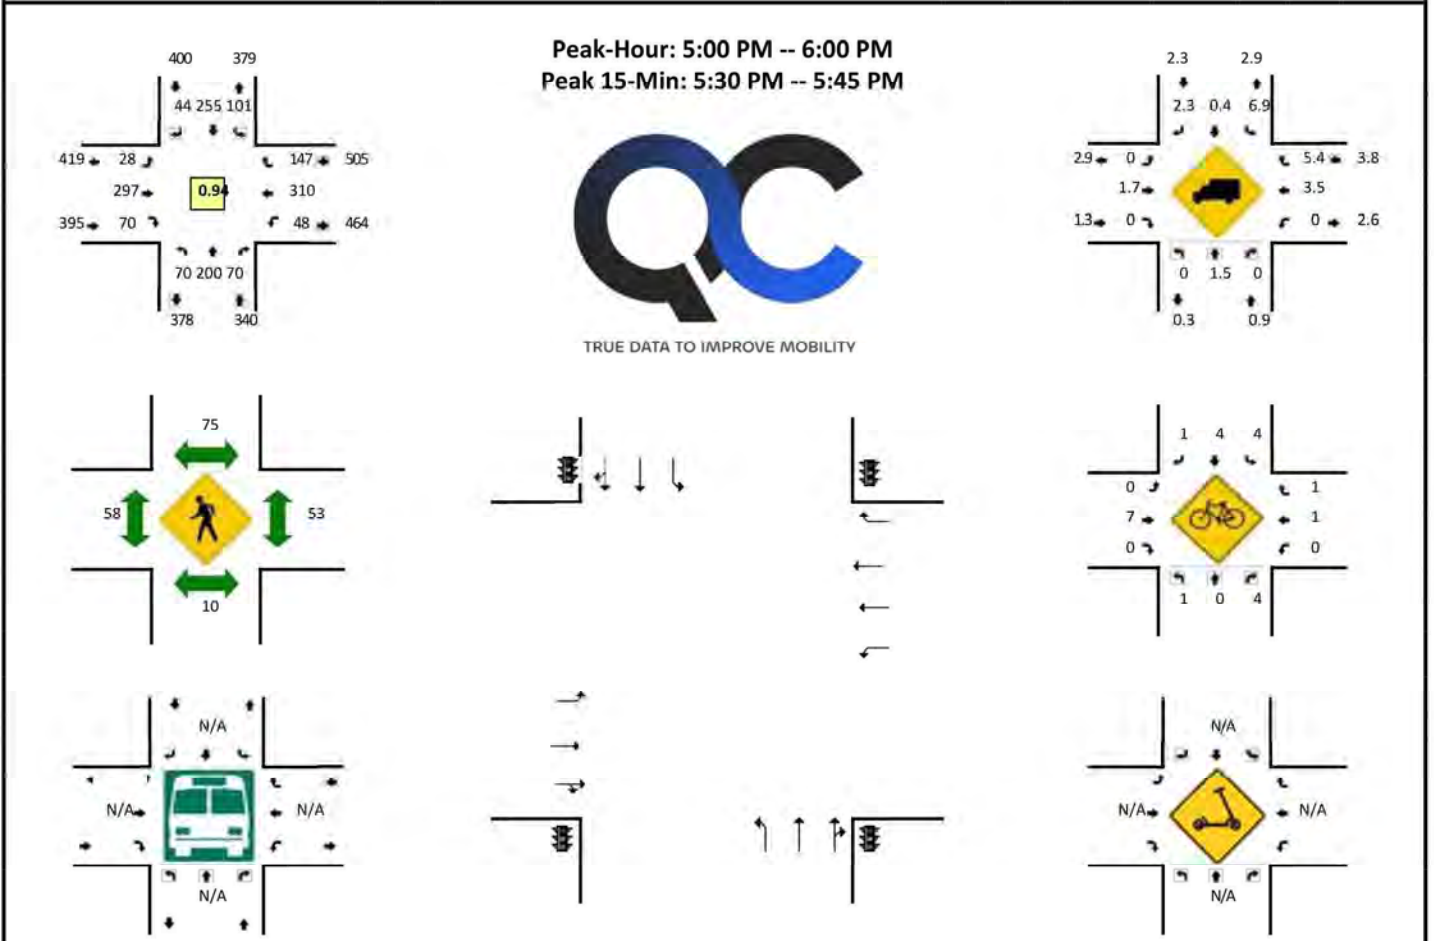 Peak-Hour: 5:00 PM -- 6:00 PM
Peak 15-Min: 5:30 PM -- 5:45 PM
400 379
44 255 101
419 28 147 505
297 0.94 310
395 70 48 464
70 200 70
378 340
QC
TRUE DATA TO IMPROVE MOBILITY
2.3 2.9
2.3 0.4 6.9
2.9 0 5.4 3.8
1.7 3.5
1.3 0 0 2.6
0 1.5 0
0.3 0.9
75
58 53
10
1 4 4
0 1
7 1
0 0
1 0 4
N/A
N/A N/A
N/A
N/A
N/A N/A
N/A